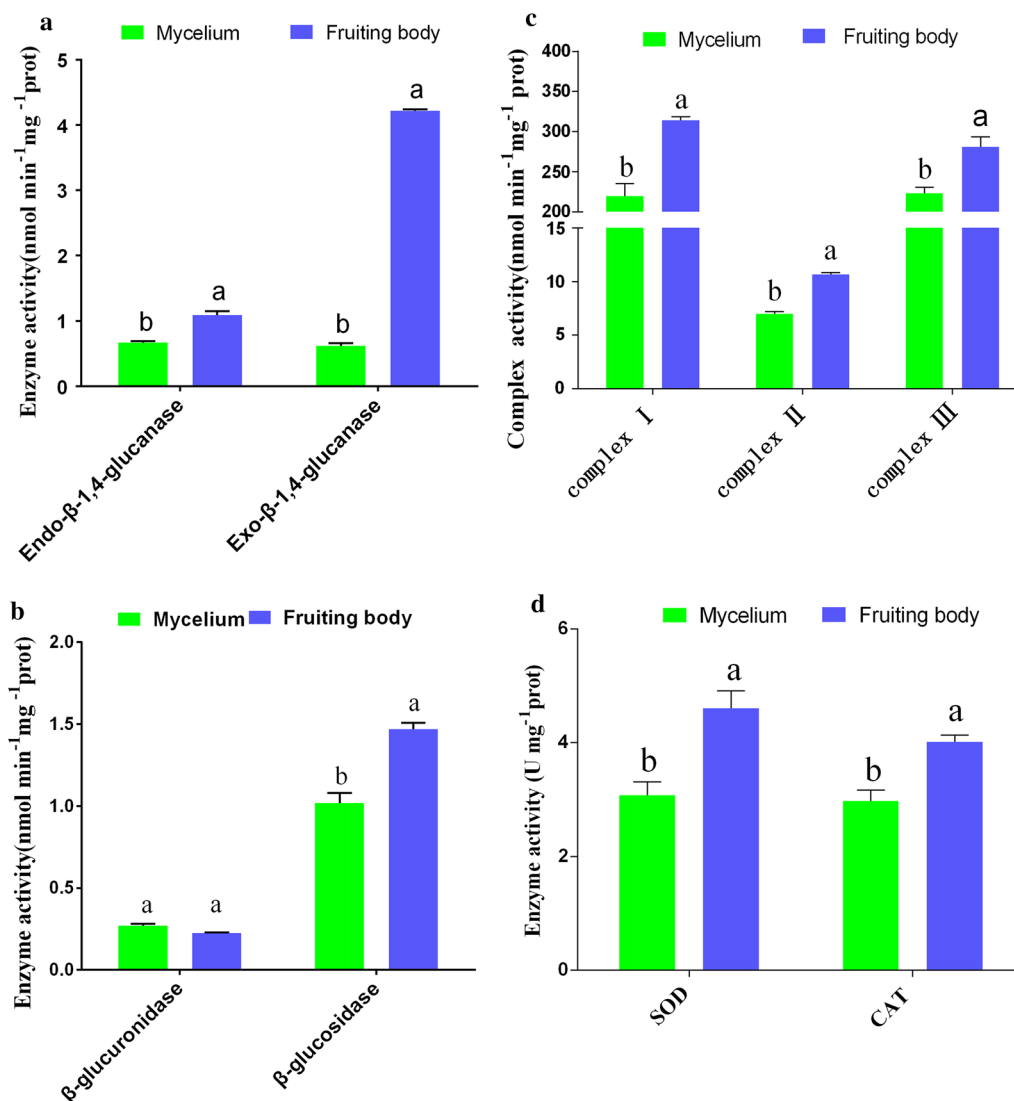 a
Mycelium Fruiting body
Enzyme activity(nmol min⁻¹mg⁻¹prot)
5
4
3
2
1
0
b a b a
Endo-β-1,4-glucanase Exo-β-1,4-glucanase
c
Mycelium Fruiting body
Complex activity(nmol min⁻¹mg⁻¹ prot)
400
350
300
250
200
15
10
5
0
b a b a b a
complex I complex II complex III
b
Mycelium Fruiting body
Enzyme activity(nmol min⁻¹mg⁻¹prot)
2.0
1.5
1.0
0.5
0.0
a a b a
β-glucuronidase β-glucosidase
d
Mycelium Fruiting body
Enzyme activity (U mg⁻¹prot)
6
4
2
0
b a b a
SOD CAT